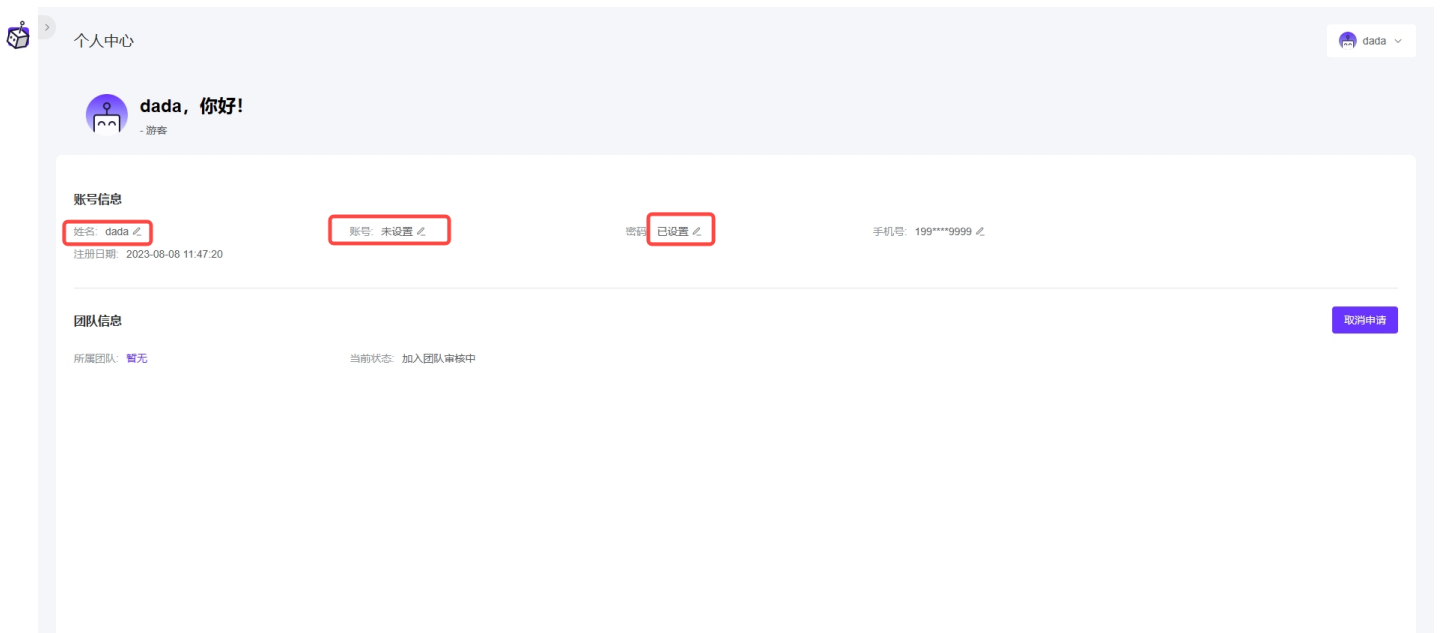 个人中心
dada
dada，你好！
- 游客
账号信息
姓名: dada 账号: 未设置 密码 已设置 手机号: 199****9999
注册日期: 2023-08-08 11:47:20
团队信息 取消申请
所属团队: 暂无 当前状态: 加入团队审核中